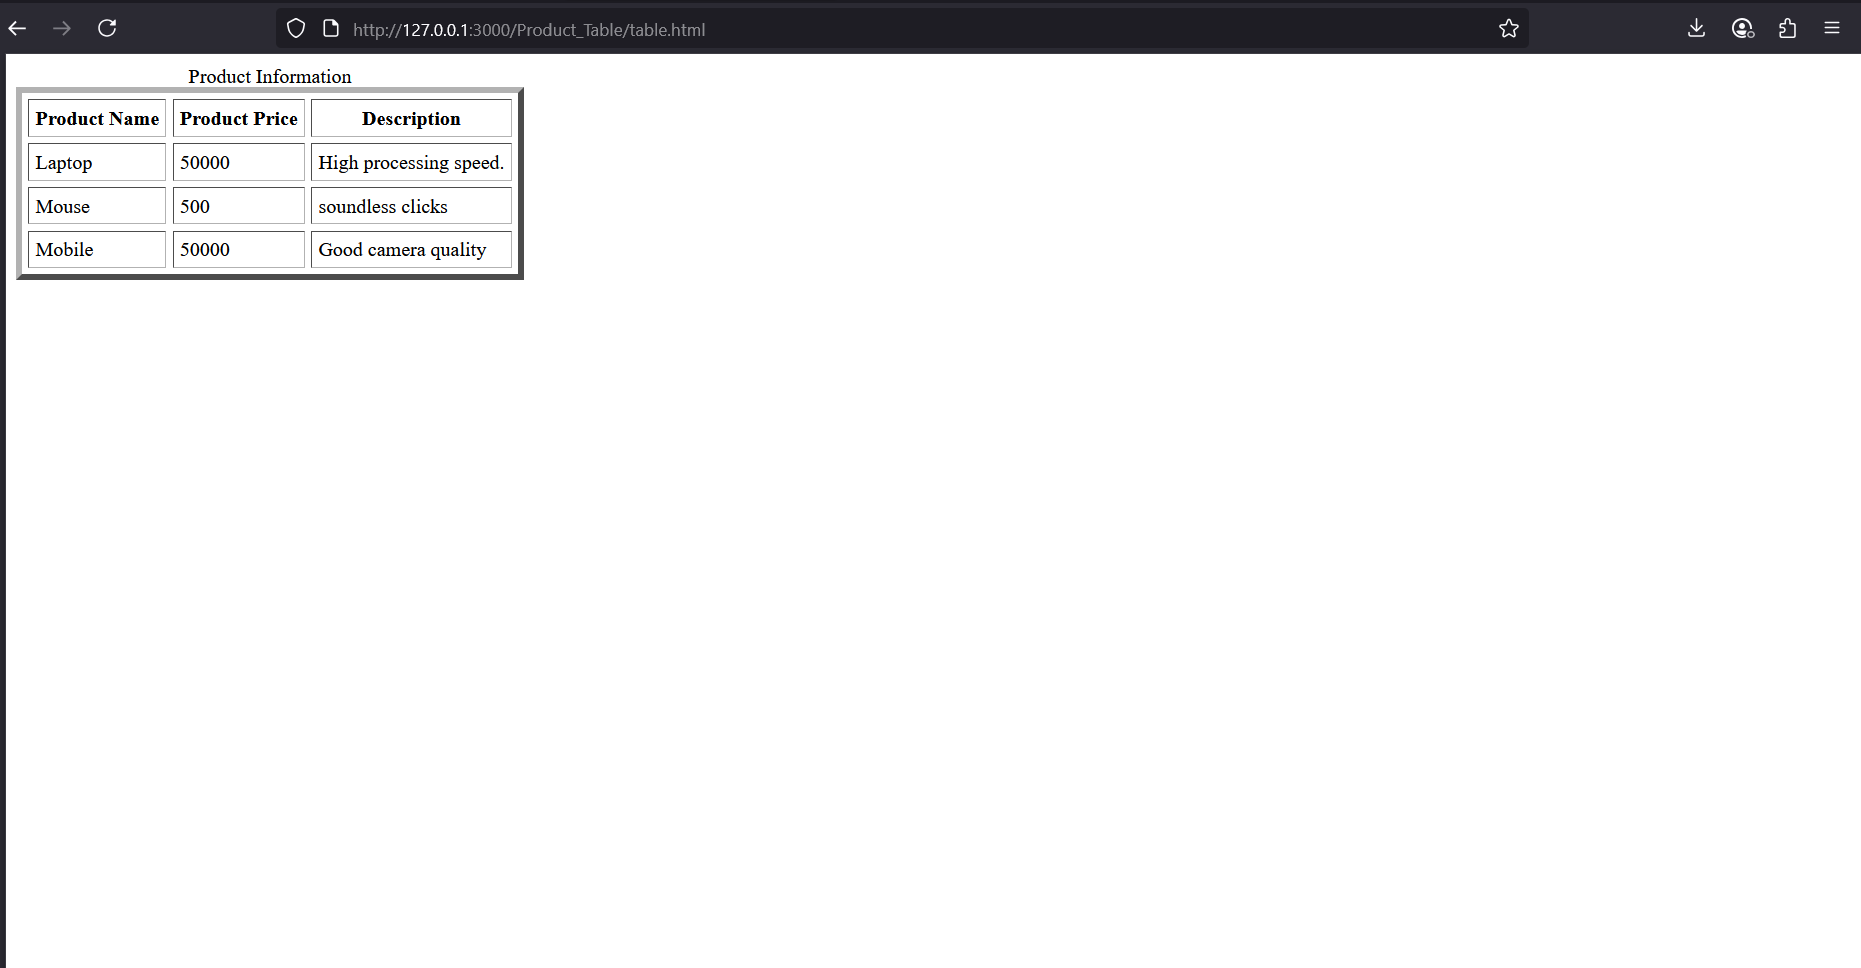 http://127.0.0.1:3000/Product_Table/table.html
Product Information
Product Name Product Price Description
Laptop 50000 High processing speed.
Mouse 500 soundless clicks
Mobile 50000 Good camera quality